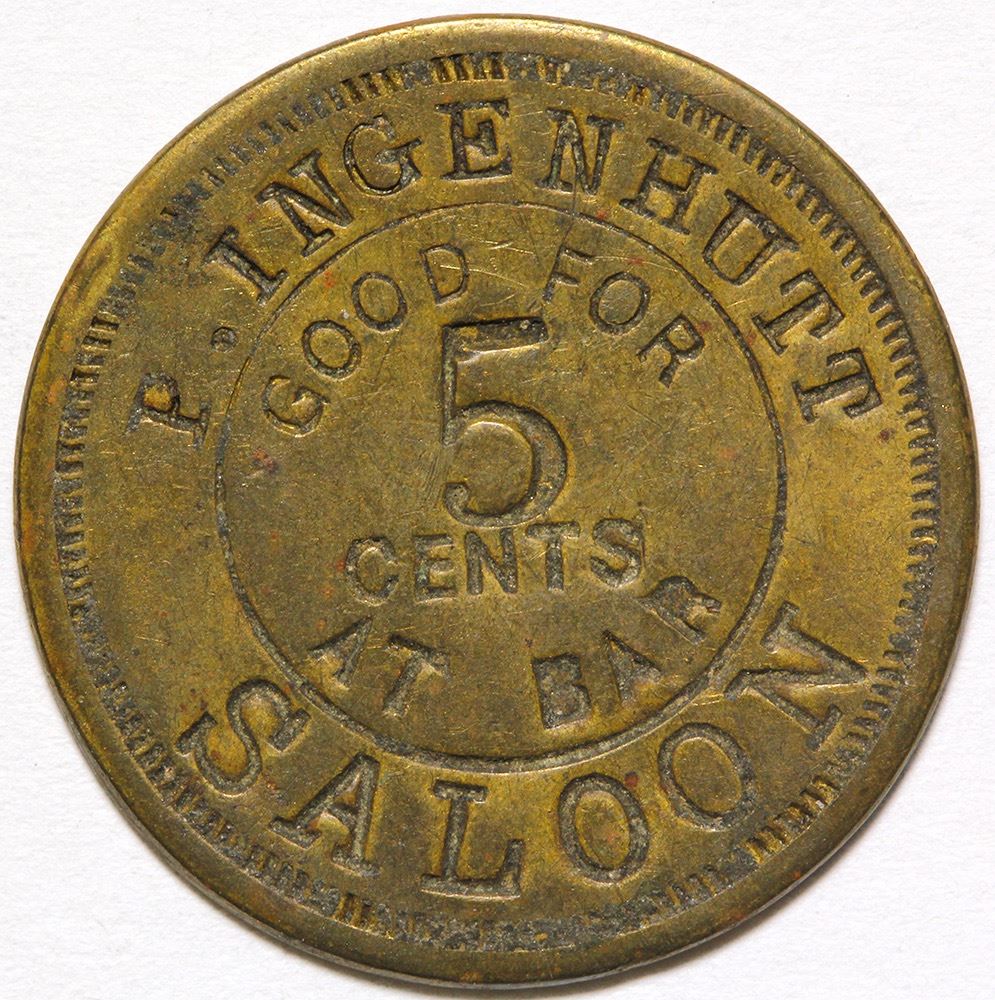 P. INGENHUTT
GOOD FOR
5
CENTS
AT BAR
SALOON